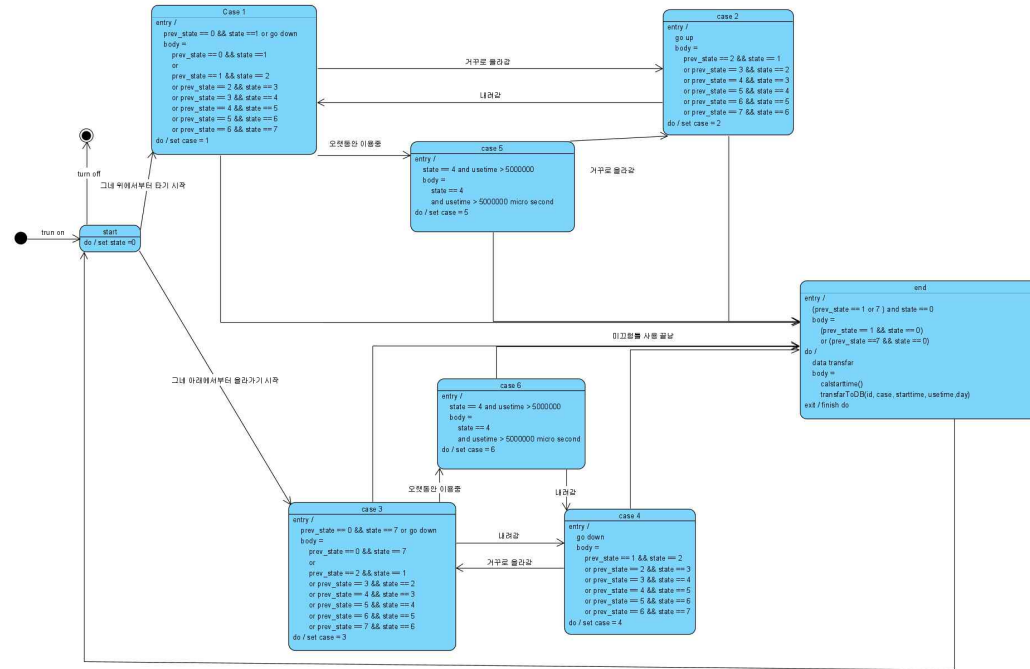 Case 1
entry /
prev_state == 0 && state ==1 or go down
body =
prev_state == 0 && state ==1
or
prev_state == 1 && state == 2
or prev_state == 2 && state == 3
or prev_state == 3 && state == 4
or prev_state == 4 && state == 5
or prev_state == 5 && state == 6
or prev_state == 6 && state == 7
do / set case = 1
거꾸로 올라감
내려감
case 2
entry /
go up
body =
prev_state == 2 && state == 1
or prev_state == 3 && state == 2
or prev_state == 4 && state == 3
or prev_state == 5 && state == 4
or prev_state == 6 && state == 5
or prev_state == 7 && state == 6
do / set case = 2
오랫동안 이용중
case 5
entry /
state == 4 and usetime > 5000000
body =
state == 4
and usetime > 5000000 micro second
do / set case = 5
거꾸로 올라감
turn off
그네 위에서부터 타기 시작
trun on
start
do / set state =0
end
entry /
(prev_state == 1 or 7 ) and state == 0
body =
(prev_state == 1 && state == 0)
or (prev_state ==7 && state == 0)
do /
data transfar
body =
calstarttime()
transfarToDB(id, case, starttime, usetime,day)
exit / finish do
미끄럼틀 사용 끝남
그네 아래에서부터 올라가기 시작
case 6
entry /
state == 4 and usetime > 5000000
body =
state == 4
and usetime > 5000000 micro second
do / set case = 6
오랫동안 이용중
내려감
case 3
entry /
prev_state == 0 && state == 7 or go down
body =
prev_state == 0 && state == 7
or
prev_state == 2 && state == 1
or prev_state == 3 && state == 2
or prev_state == 4 && state == 3
or prev_state == 5 && state == 4
or prev_state == 6 && state == 5
or prev_state == 7 && state == 6
do / set case = 3
내려감
거꾸로 올라감
case 4
entry /
go down
body =
prev_state == 1 && state == 2
or prev_state == 2 && state == 3
or prev_state == 3 && state == 4
or prev_state == 4 && state == 5
or prev_state == 5 && state == 6
or prev_state == 6 && state == 7
do / set case = 4